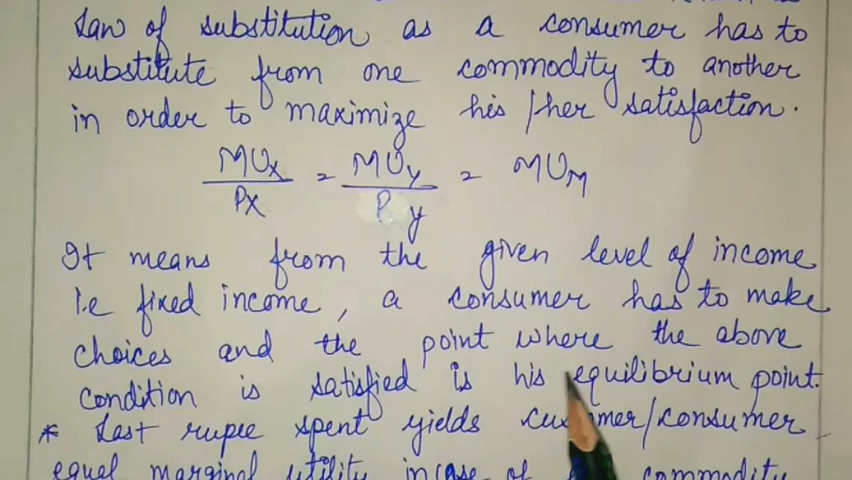 Law of substitution as a consumer has to
substitute from one commodity to another
in order to maximize his/her satisfaction.
MUx/Px = MUy/Py = MUM
It means from the given level of income
i.e fixed income, a consumer has to make
choices and the point where the above
condition is satisfied is his equilibrium point.
* Last rupee spent yields customer/consumer
equal marginal utility incase of commodity